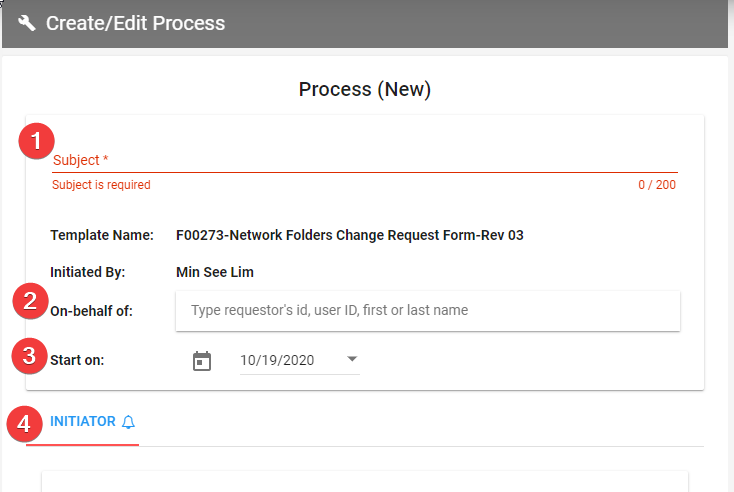 Create/Edit Process
Process (New)
1
Subject *
Subject is required 0 / 200
Template Name: F00273-Network Folders Change Request Form-Rev 03
Initiated By: Min See Lim
2 On-behalf of: Type requestor's id, user ID, first or last name
3 Start on: 10/19/2020
4 INITIATOR